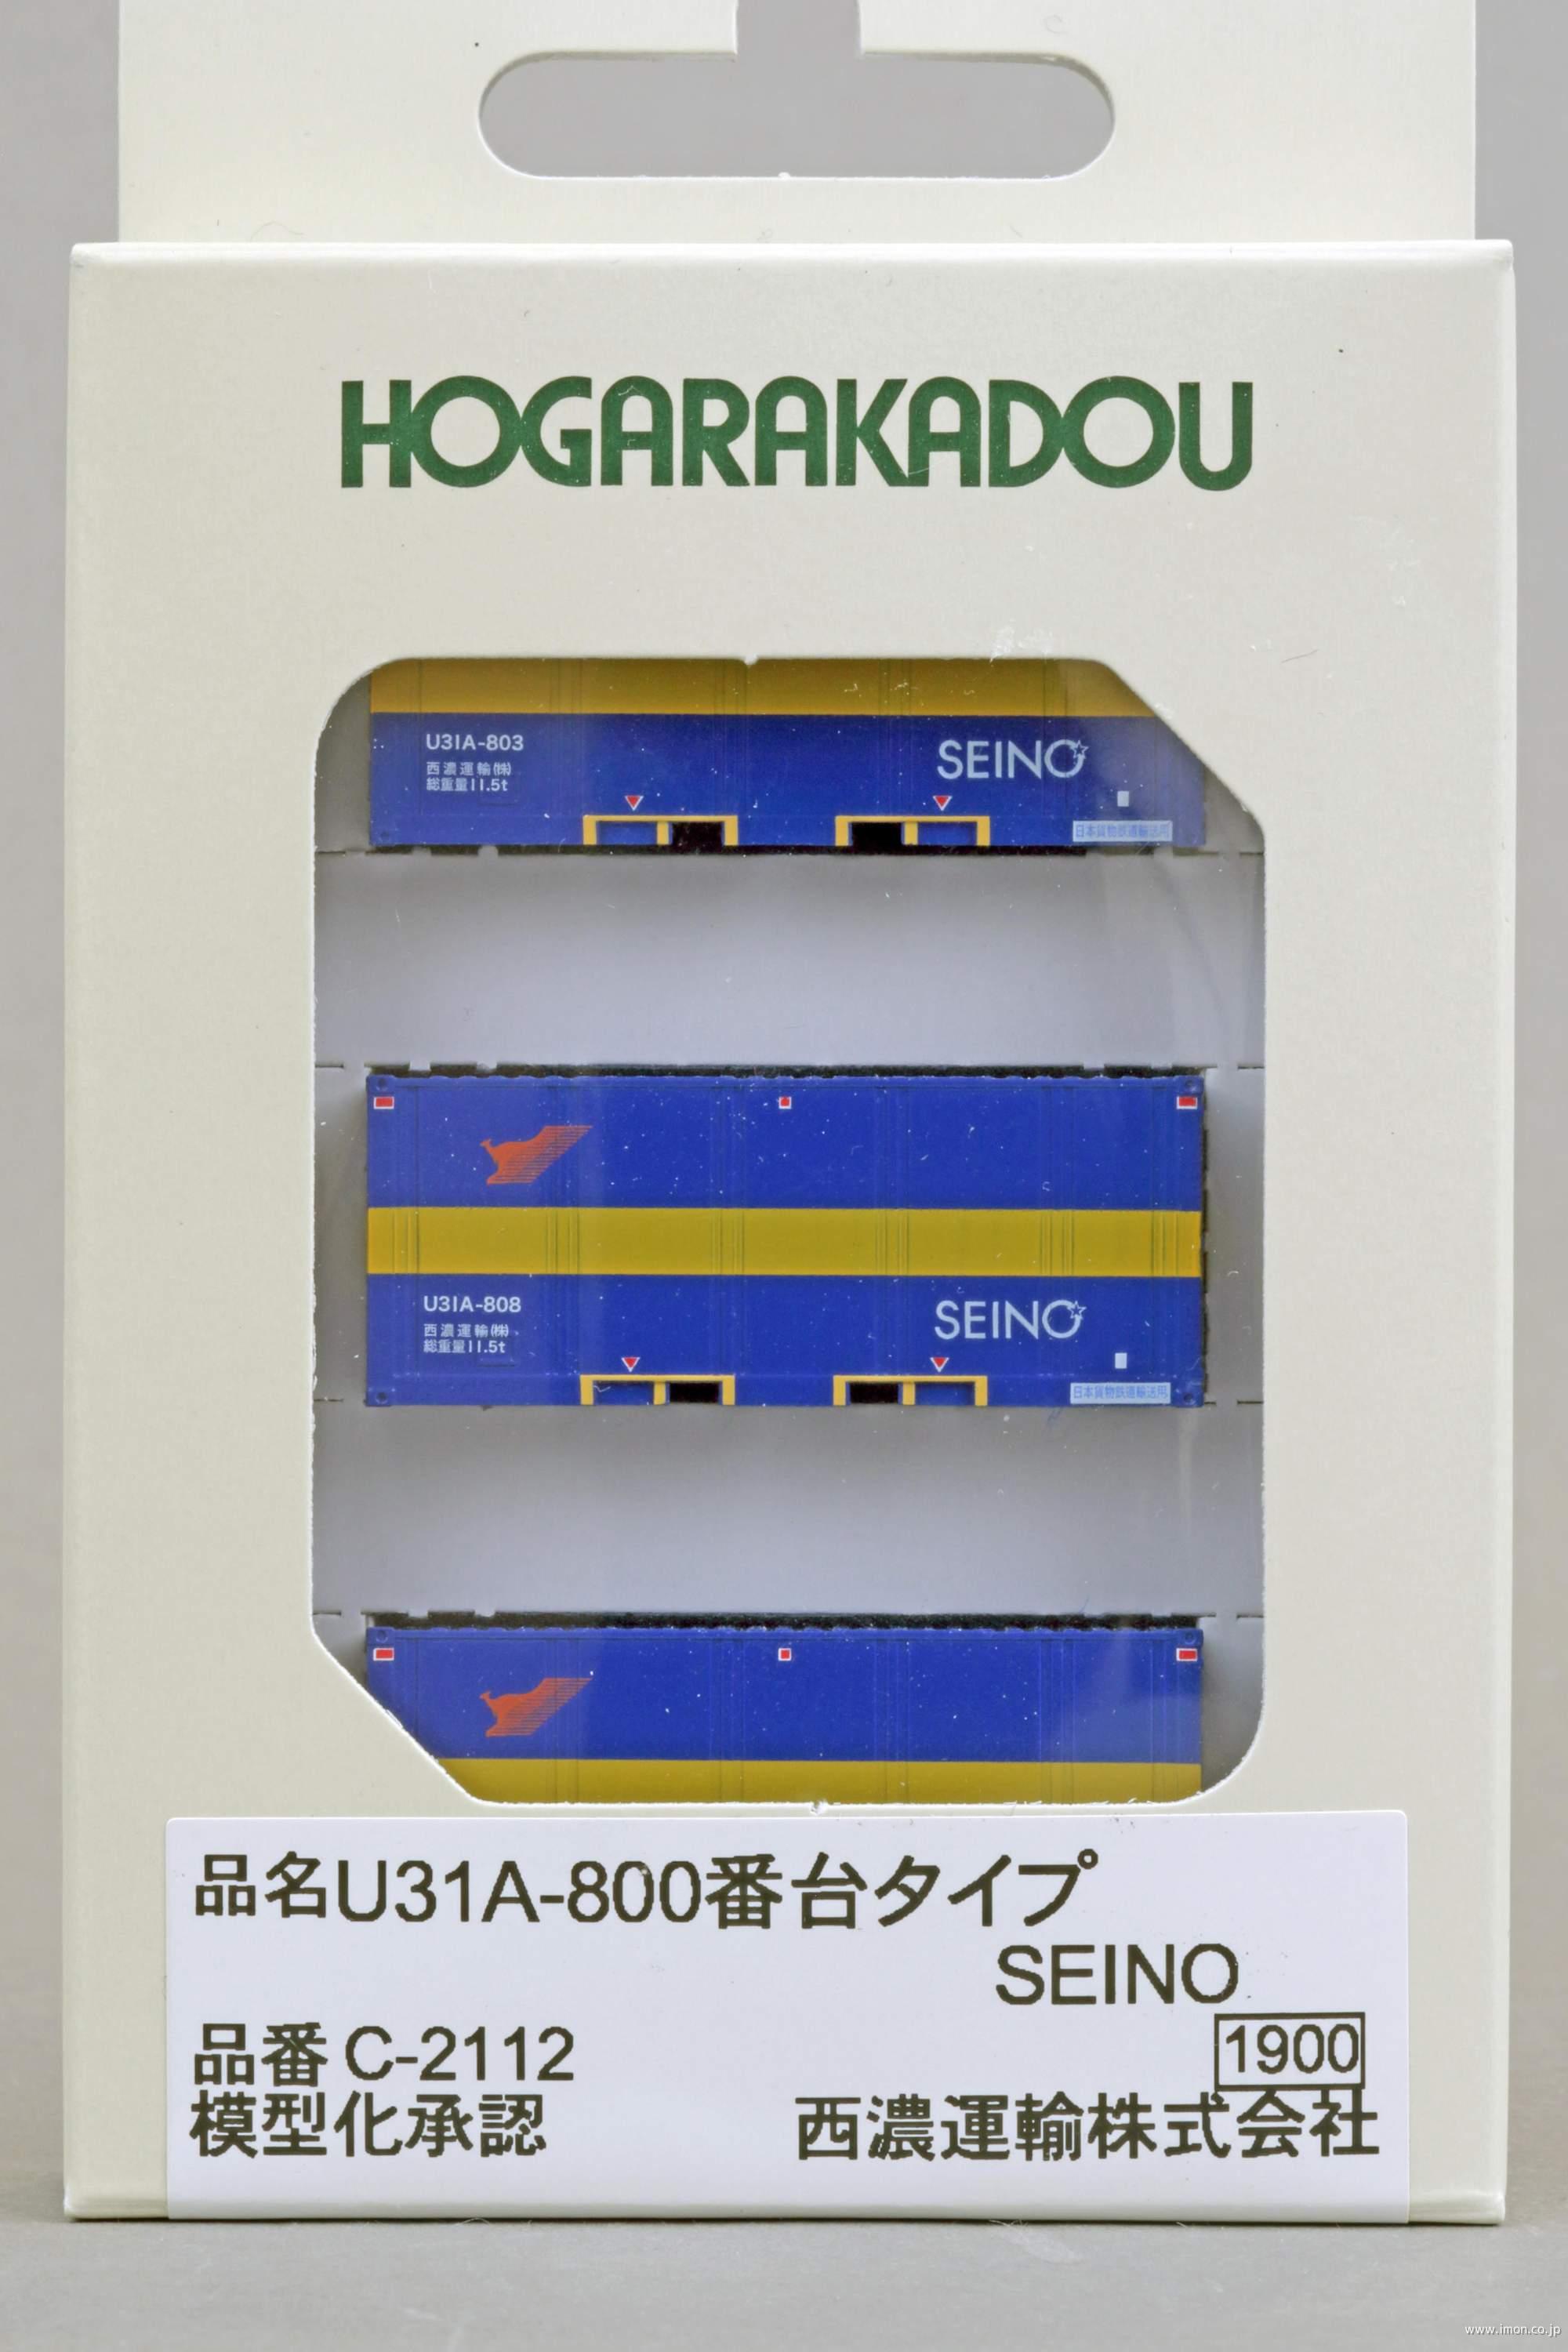 HOGARAKADOU
U31A-803
西濃運輸㈱
総重量11.5t
SEINO
日本貨物鉄道輸送用
U31A-808
西濃運輸㈱
総重量11.5t
SEINO
日本貨物鉄道輸送用
品名U31A-800番台タイプ
SEINO
品番 C-2112
1900
模型化承認 西濃運輸株式会社
www.imon.co.jp